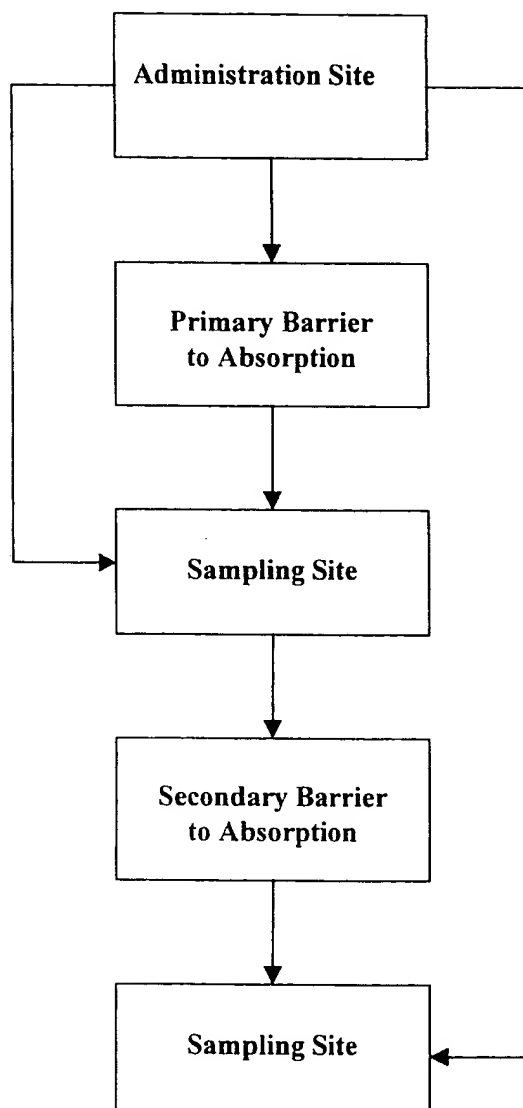 Administration Site
Primary Barrier
to Absorption
Sampling Site
Secondary Barrier
to Absorption
Sampling Site